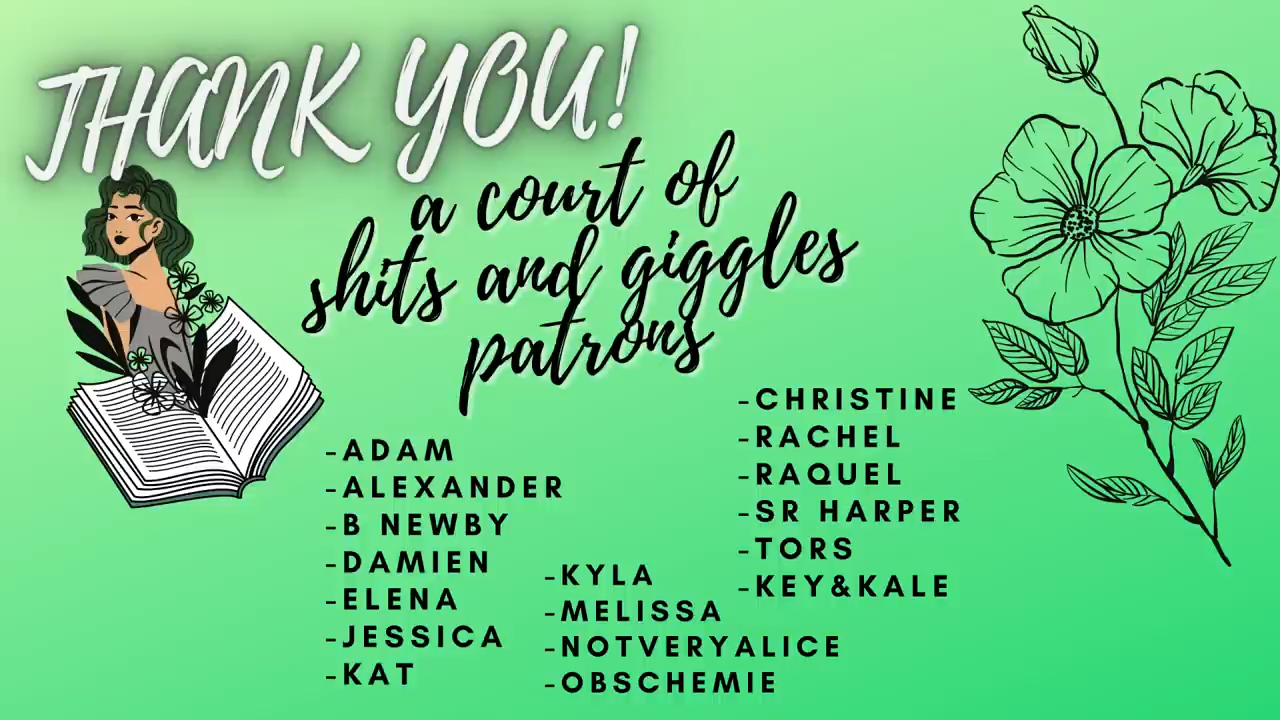 THANK YOU!
a court of
shits and giggles
patrons
-ADAM
-ALEXANDER
-B NEWBY
-DAMIEN
-ELENA
-JESSICA
-KAT
-KYLA
-MELISSA
-NOTVERYALICE
-OBSCHEMIE
-CHRISTINE
-RACHEL
-RAQUEL
-SR HARPER
-TORS
-KEY&KALE